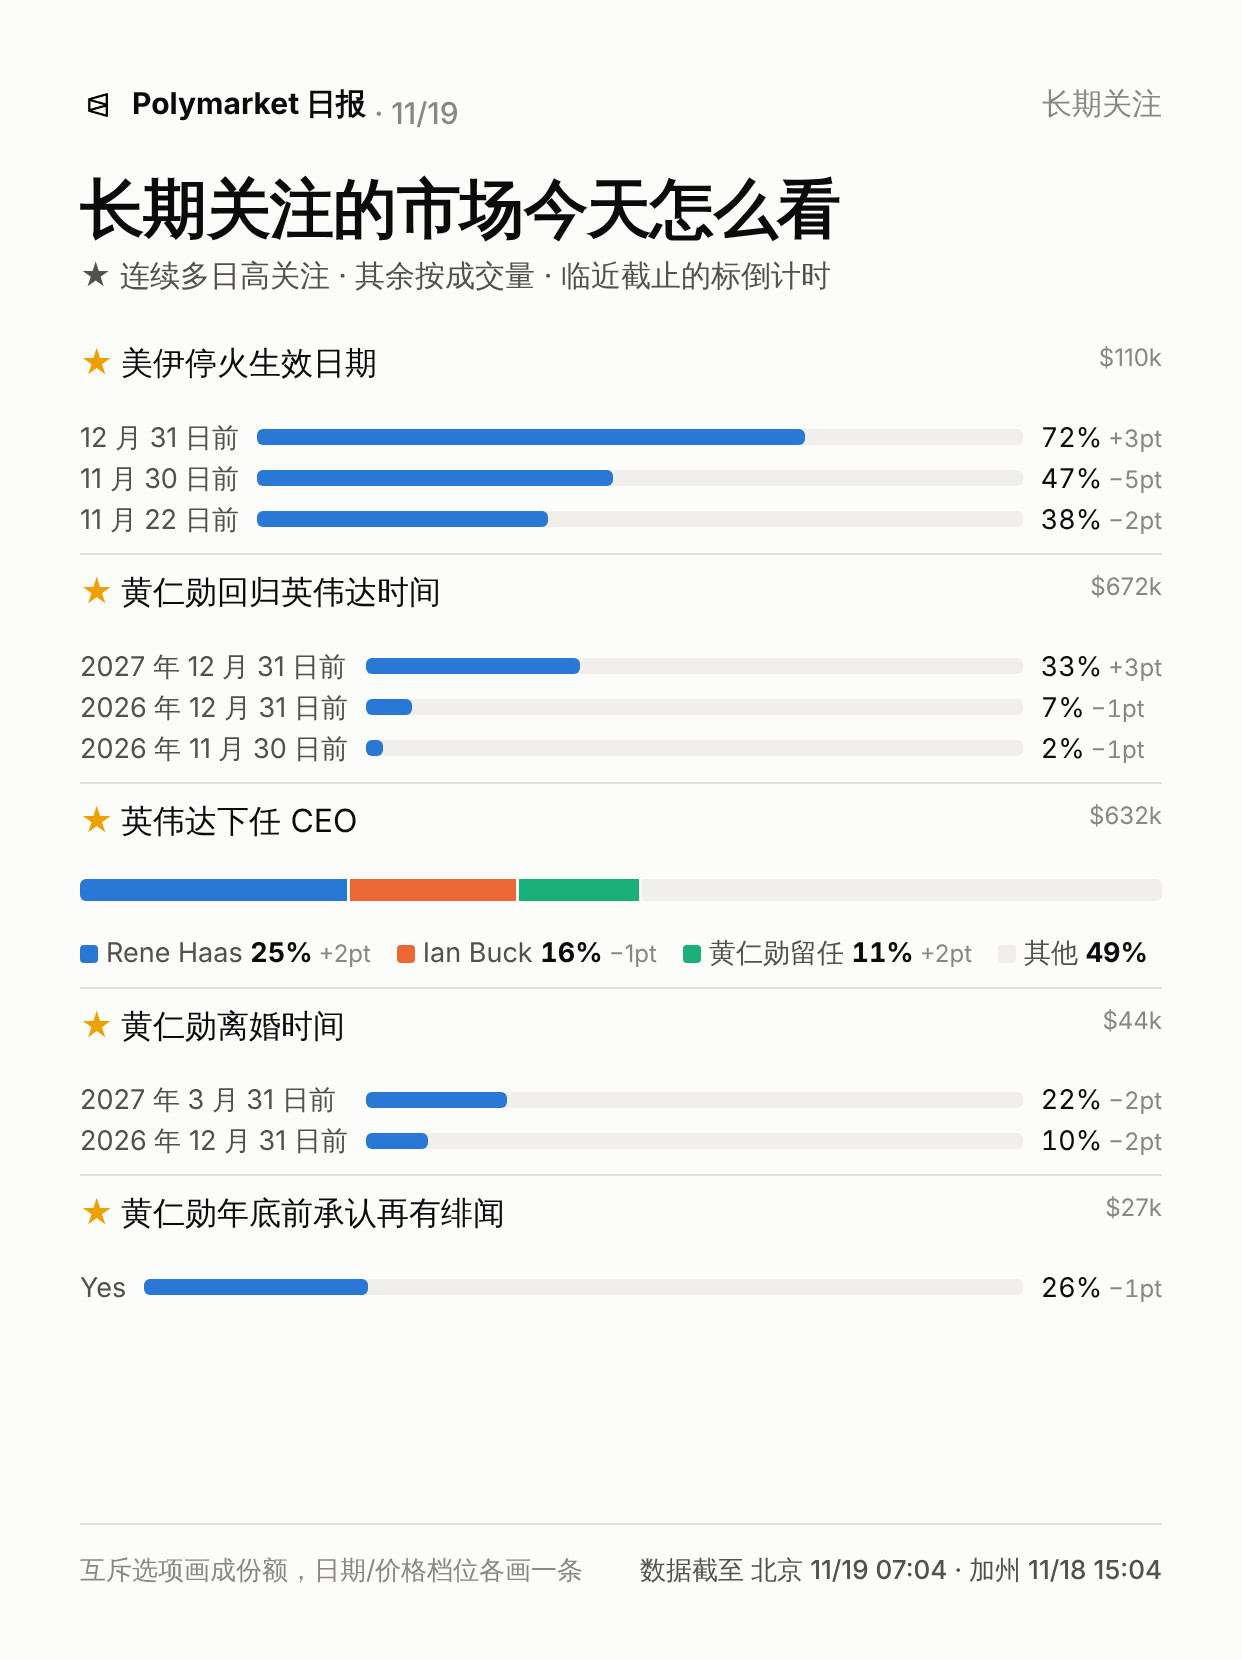 Polymarket 日报 · 11/19 长期关注
长期关注的市场今天怎么看
★ 连续多日高关注 · 其余按成交量 · 临近截止的标倒计时
★ 美伊停火生效日期 $110k
12 月 31 日前 72% +3pt
11 月 30 日前 47% −5pt
11 月 22 日前 38% −2pt
★ 黄仁勋回归英伟达时间 $672k
2027 年 12 月 31 日前 33% +3pt
2026 年 12 月 31 日前 7% −1pt
2026 年 11 月 30 日前 2% −1pt
★ 英伟达下任 CEO $632k
Rene Haas 25% +2pt Ian Buck 16% −1pt 黄仁勋留任 11% +2pt 其他 49%
★ 黄仁勋离婚时间 $44k
2027 年 3 月 31 日前 22% −2pt
2026 年 12 月 31 日前 10% −2pt
★ 黄仁勋年底前承认再有绯闻 $27k
Yes 26% −1pt
互斥选项画成份额，日期/价格档位各画一条 数据截至 北京 11/19 07:04 · 加州 11/18 15:04